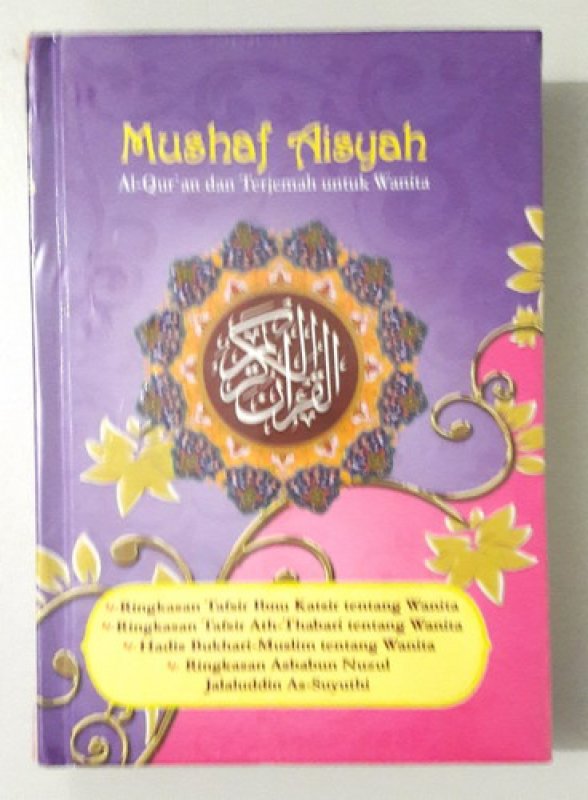 Mushaf Aisyah
Al-Qur'an dan Terjemah untuk Wanita
القرآن الكريم
Ringkasan Tafsir Ibnu Katsir tentang Wanita
Ringkasan Tafsir Ath-Thabari tentang Wanita
Hadis Bukhari-Muslim tentang Wanita
Ringkasan Asbabun Nuzul
Jalaluddin As-Suyuthi